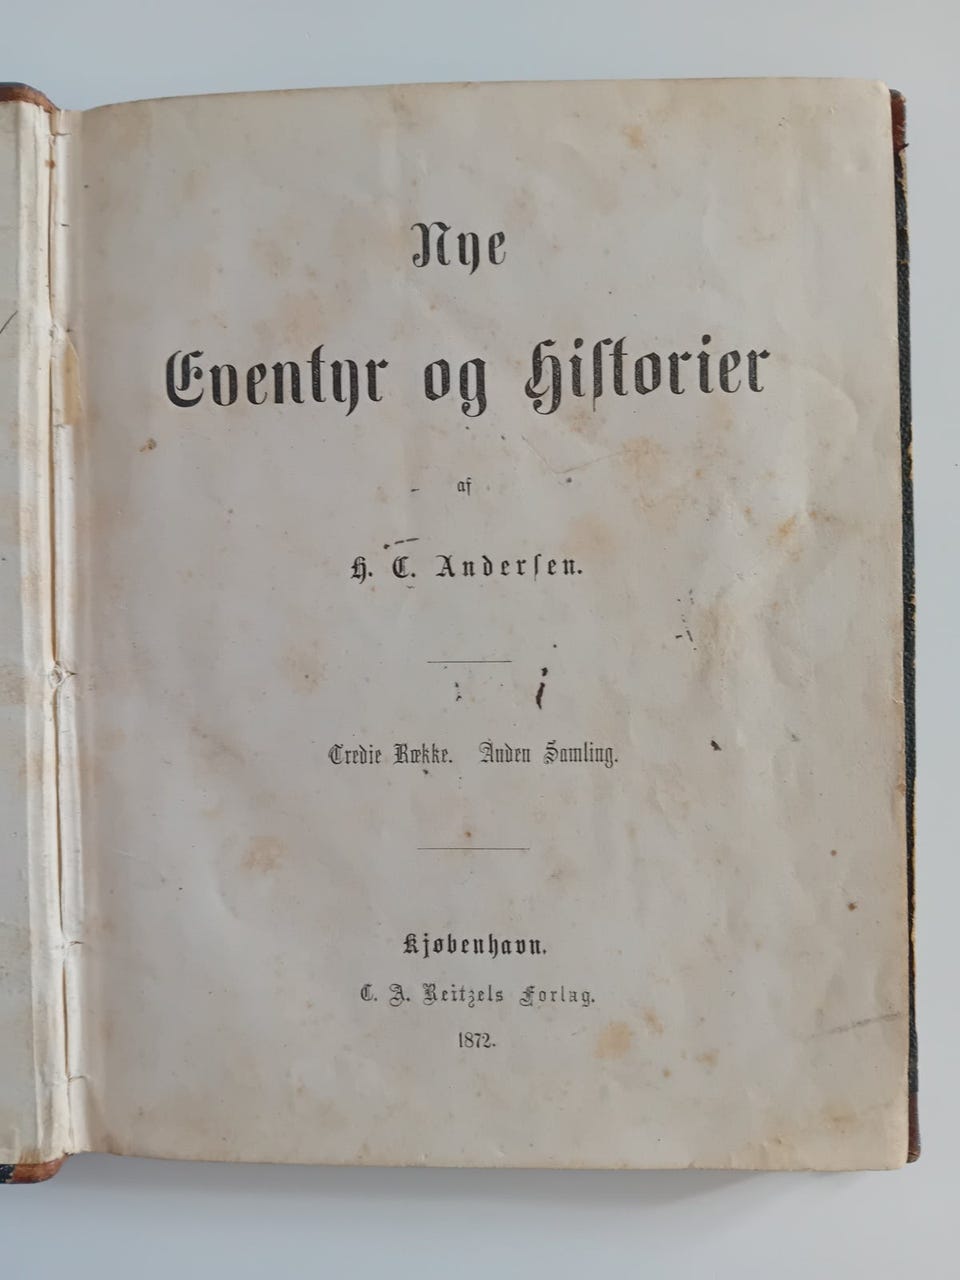 Nye
Eventyr og Hiſtorier
af
H. C. Anderſen.
Tredie Række. Anden Samling.
Kjøbenhavn.
C. A. Reitzels Forlag.
1872.